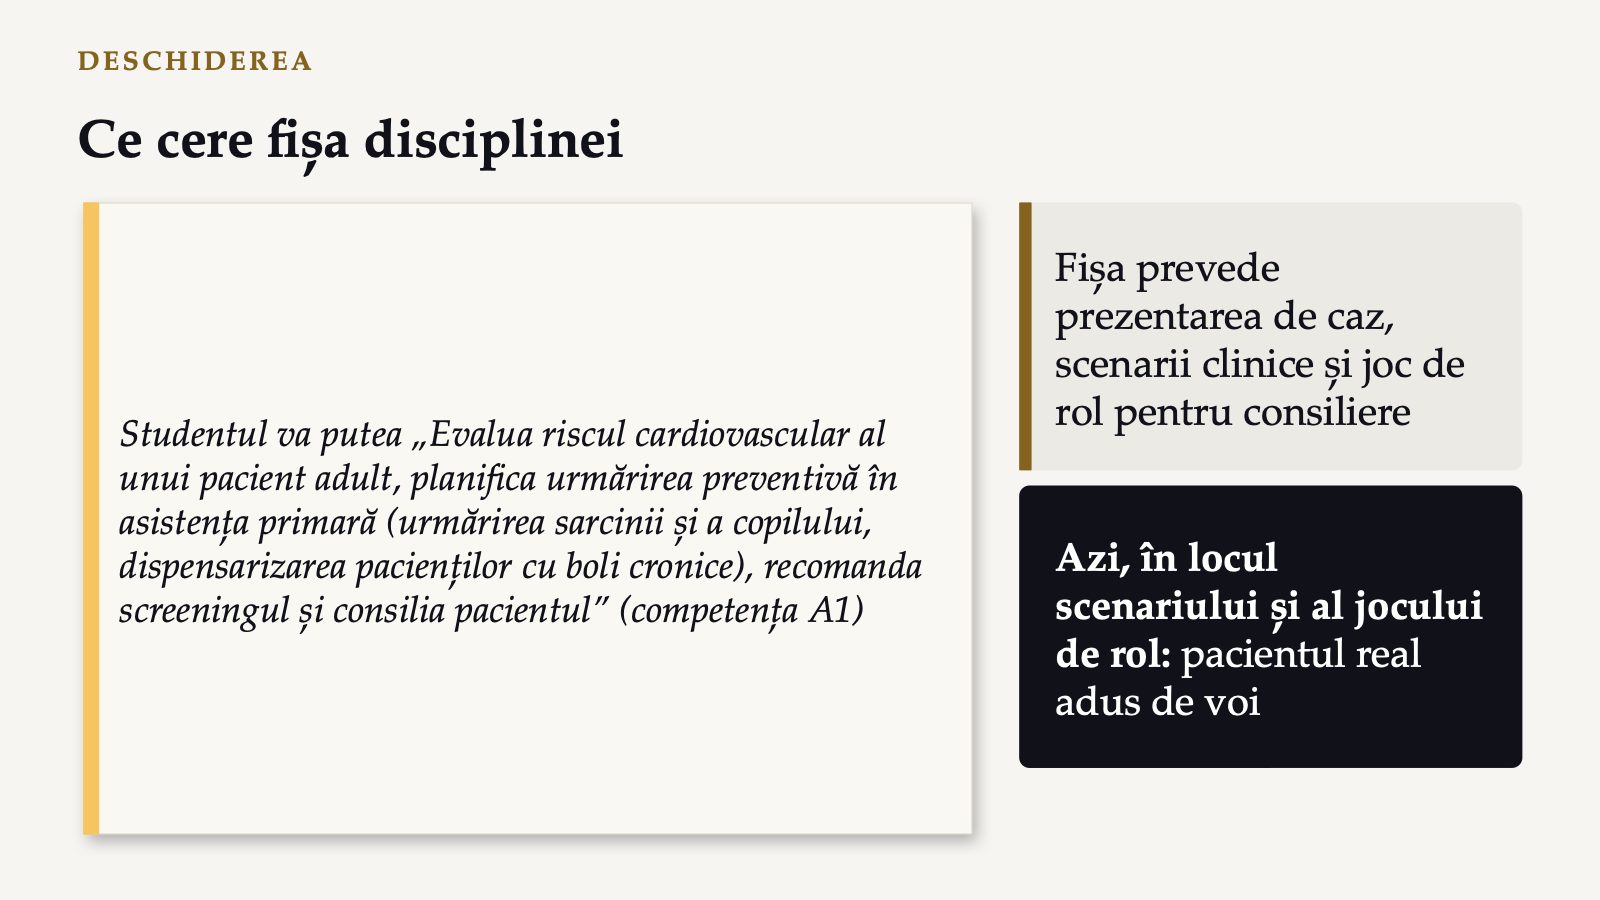 DESCHIDEREA
Ce cere fișa disciplinei
Studentul va putea „Evalua riscul cardiovascular al
unui pacient adult, planifica urmărirea preventivă în
asistența primară (urmărirea sarcinii și a copilului,
dispensarizarea pacienților cu boli cronice), recomanda
screeningul și consilia pacientul” (competența A1)
Fișa prevede
prezentarea de caz,
scenarii clinice și joc de
rol pentru consiliere
Azi, în locul
scenariului și al jocului
de rol: pacientul real
adus de voi